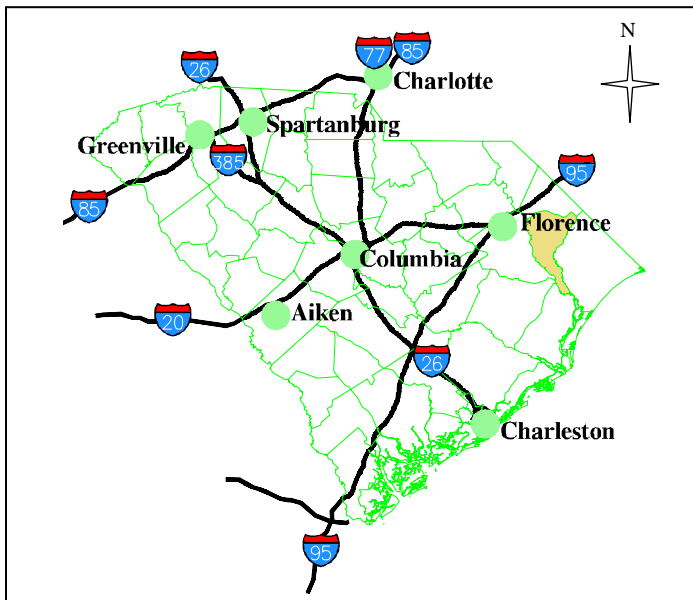 N
77
85
26
Charlotte
Spartanburg
Greenville
385
95
85
Florence
Columbia
Aiken
20
26
Charleston
95